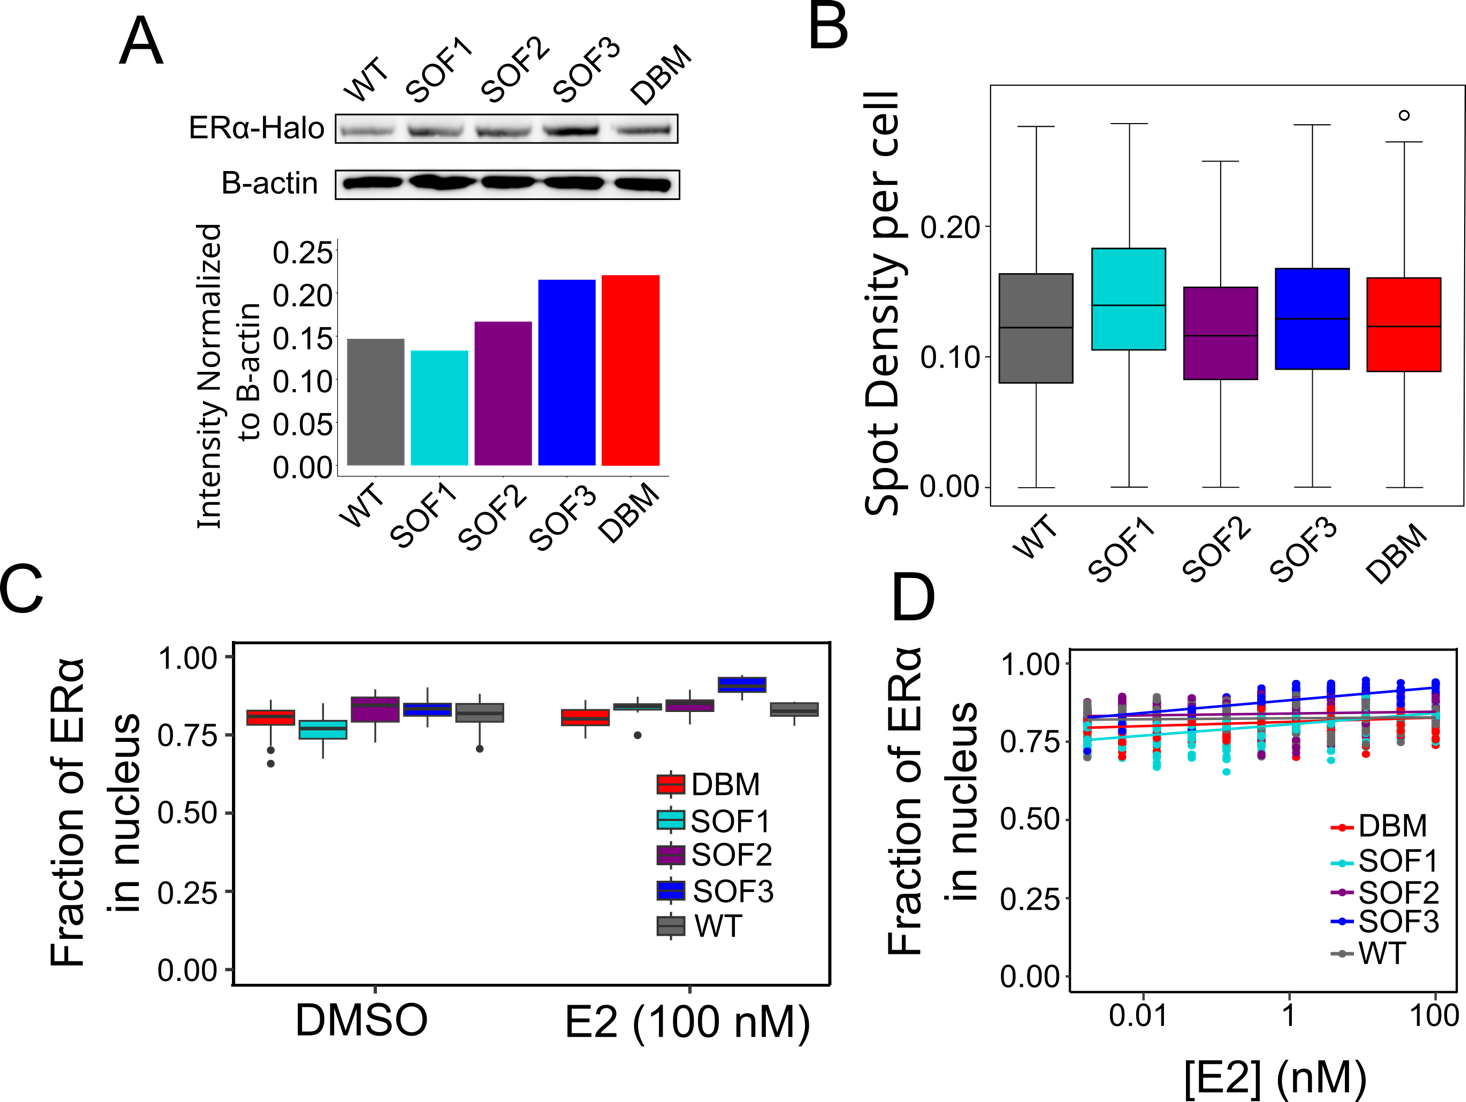 A
WT
SOF1
SOF2
SOF3
DBM
ERα-Halo
B-actin
Intensity Normalized
to B-actin
0.25
0.20
0.15
0.10
0.05
0.00
WT
SOF1
SOF2
SOF3
DBM
B
Spot Density per cell
0.20
0.10
0.00
WT
SOF1
SOF2
SOF3
DBM
C
Fraction of ERα
in nucleus
1.00
0.75
0.50
0.25
0.00
DBM
SOF1
SOF2
SOF3
WT
DMSO
E2 (100 nM)
D
Fraction of ERα
in nucleus
1.00
0.75
0.50
0.25
0.00
DBM
SOF1
SOF2
SOF3
WT
0.01
1
100
[E2] (nM)